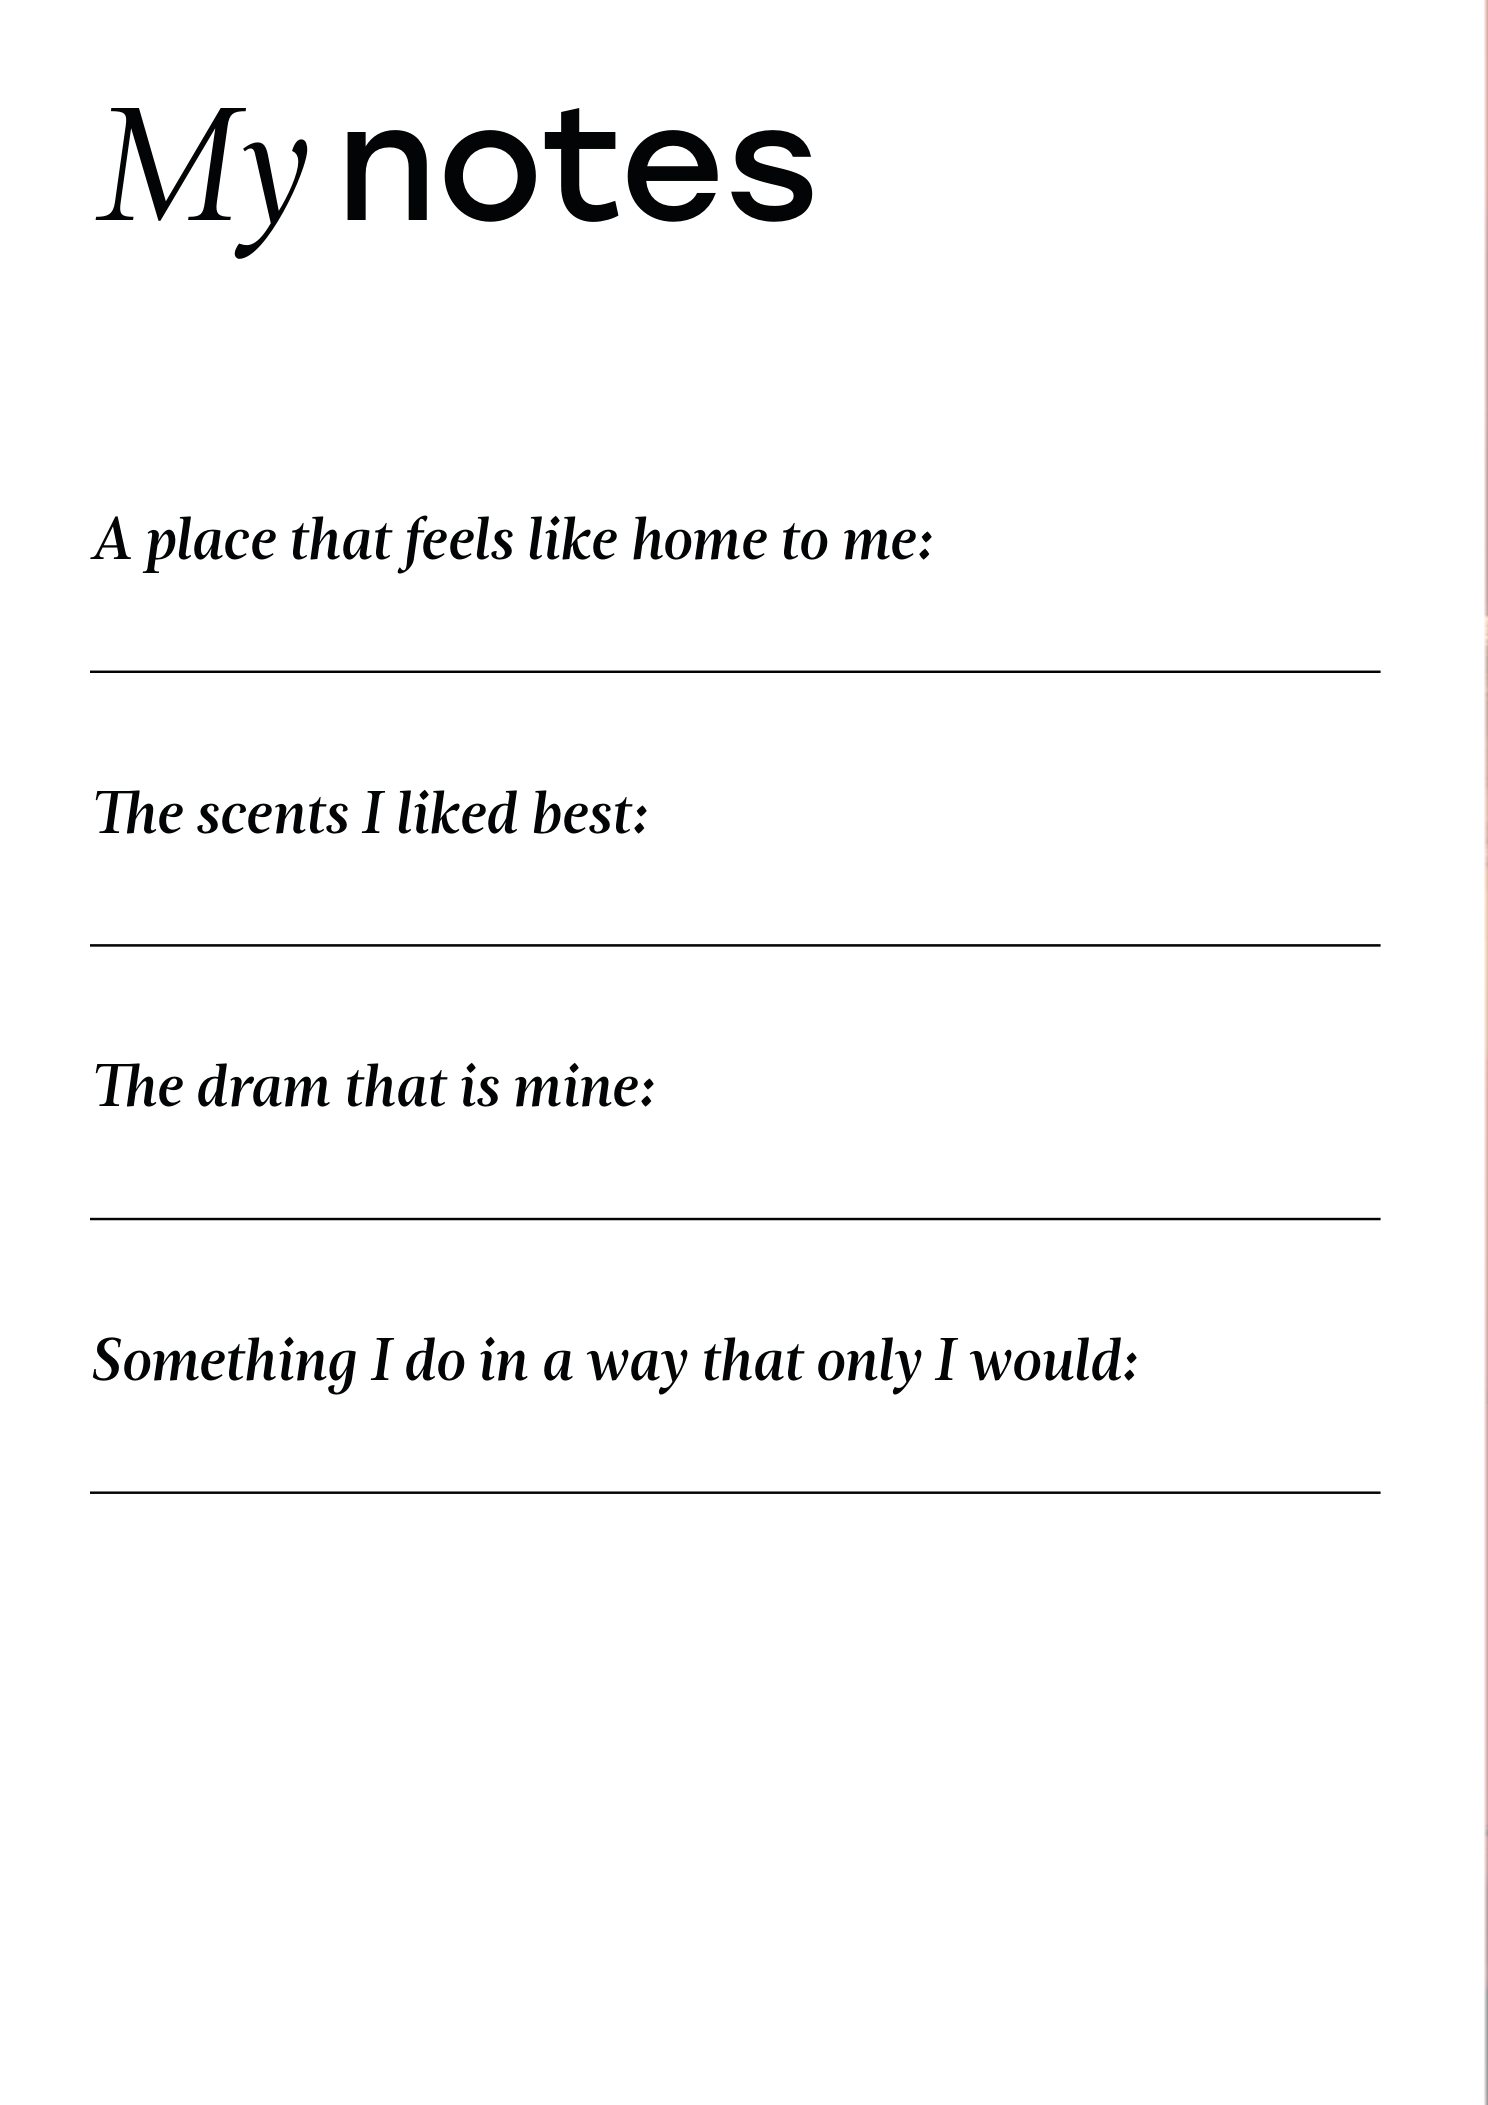 My notes
A place that feels like home to me:
The scents I liked best:
The dram that is mine:
Something I do in a way that only I would: